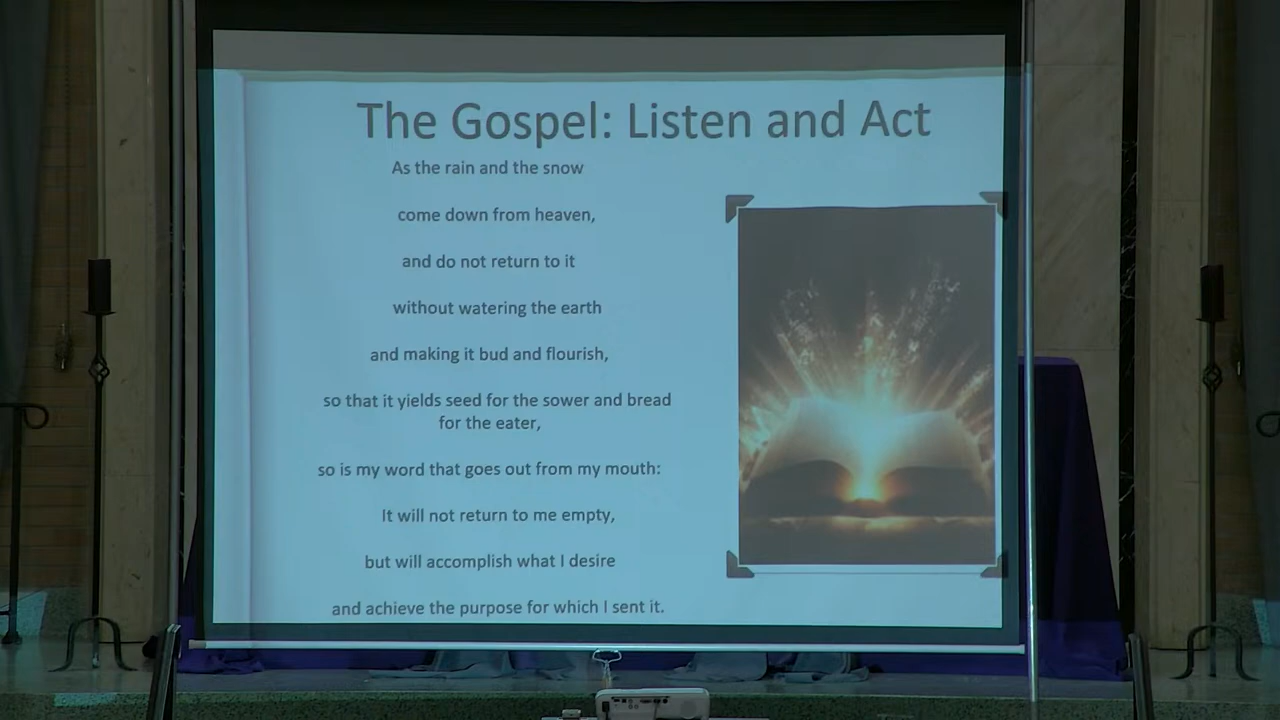 The Gospel: Listen and Act
As the rain and the snow
come down from heaven,
and do not return to it
without watering the earth
and making it bud and flourish,
so that it yields seed for the sower and bread
for the eater,
so is my word that goes out from my mouth:
It will not return to me empty,
but will accomplish what I desire
and achieve the purpose for which I sent it.